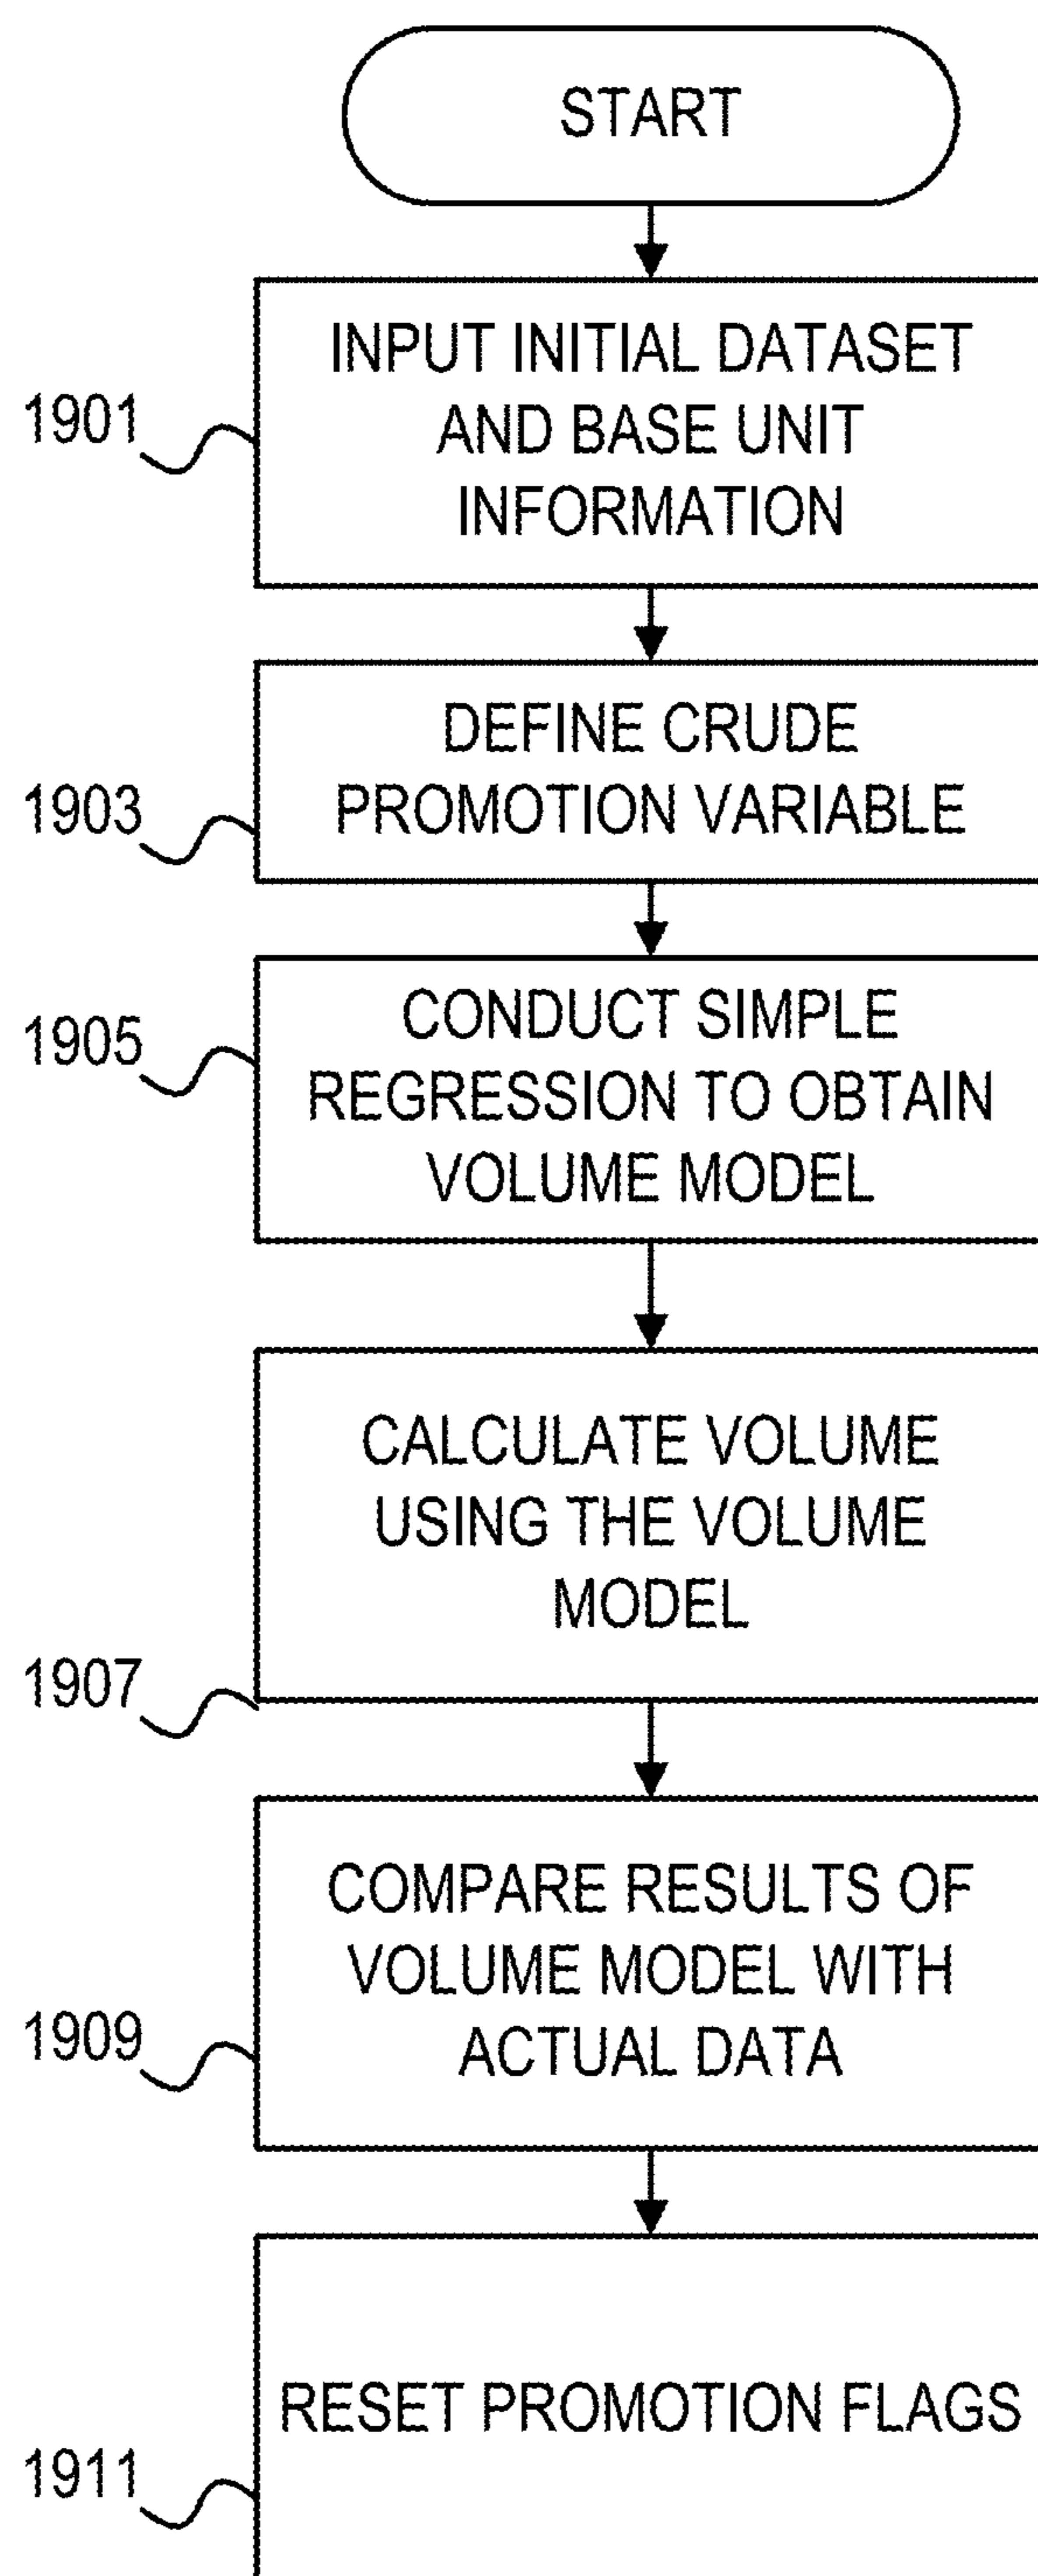 START
INPUT INITIAL DATASET
AND BASE UNIT
INFORMATION
1901
DEFINE CRUDE
PROMOTION VARIABLE
1903
CONDUCT SIMPLE
REGRESSION TO OBTAIN
VOLUME MODEL
1905
CALCULATE VOLUME
USING THE VOLUME
MODEL
1907
COMPARE RESULTS OF
VOLUME MODEL WITH
ACTUAL DATA
1909
RESET PROMOTION FLAGS
1911